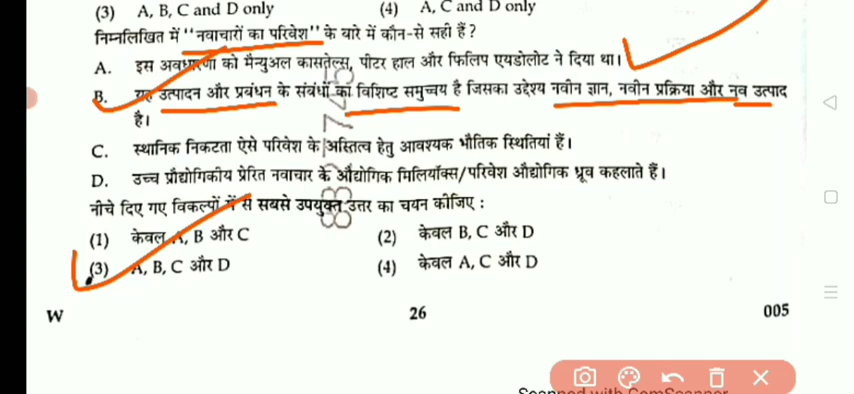 (3) A, B, C and D only (4) A, C and D only
निम्नलिखित में ''नवाचारों का परिवेश'' के बारे में कौन-से सही हैं ?
A. इस अवधारणा को मैन्युअल कासतेल्स, पीटर हाल और फिलिप एयडोलोट ने दिया था।
B. यह उत्पादन और प्रबंधन के संबंधों का विशिष्ट समुच्चय है जिसका उद्देश्य नवीन ज्ञान, नवीन प्रक्रिया और नव उत्पाद
है।
C. स्थानिक निकटता ऐसे परिवेश के अस्तित्व हेतु आवश्यक भौतिक स्थितियां हैं।
D. उच्च प्रौद्योगिकीय प्रेरित नवाचार के औद्योगिक मिलियॉक्स/परिवेश औद्योगिक ध्रूव कहलाते हैं।
नीचे दिए गए विकल्पों में से सबसे उपयुक्त उत्तर का चयन कीजिए :
(1) केवल A, B और C (2) केवल B, C और D
(3) A, B, C और D (4) केवल A, C और D
W 26 005
Scanned with CamScanner